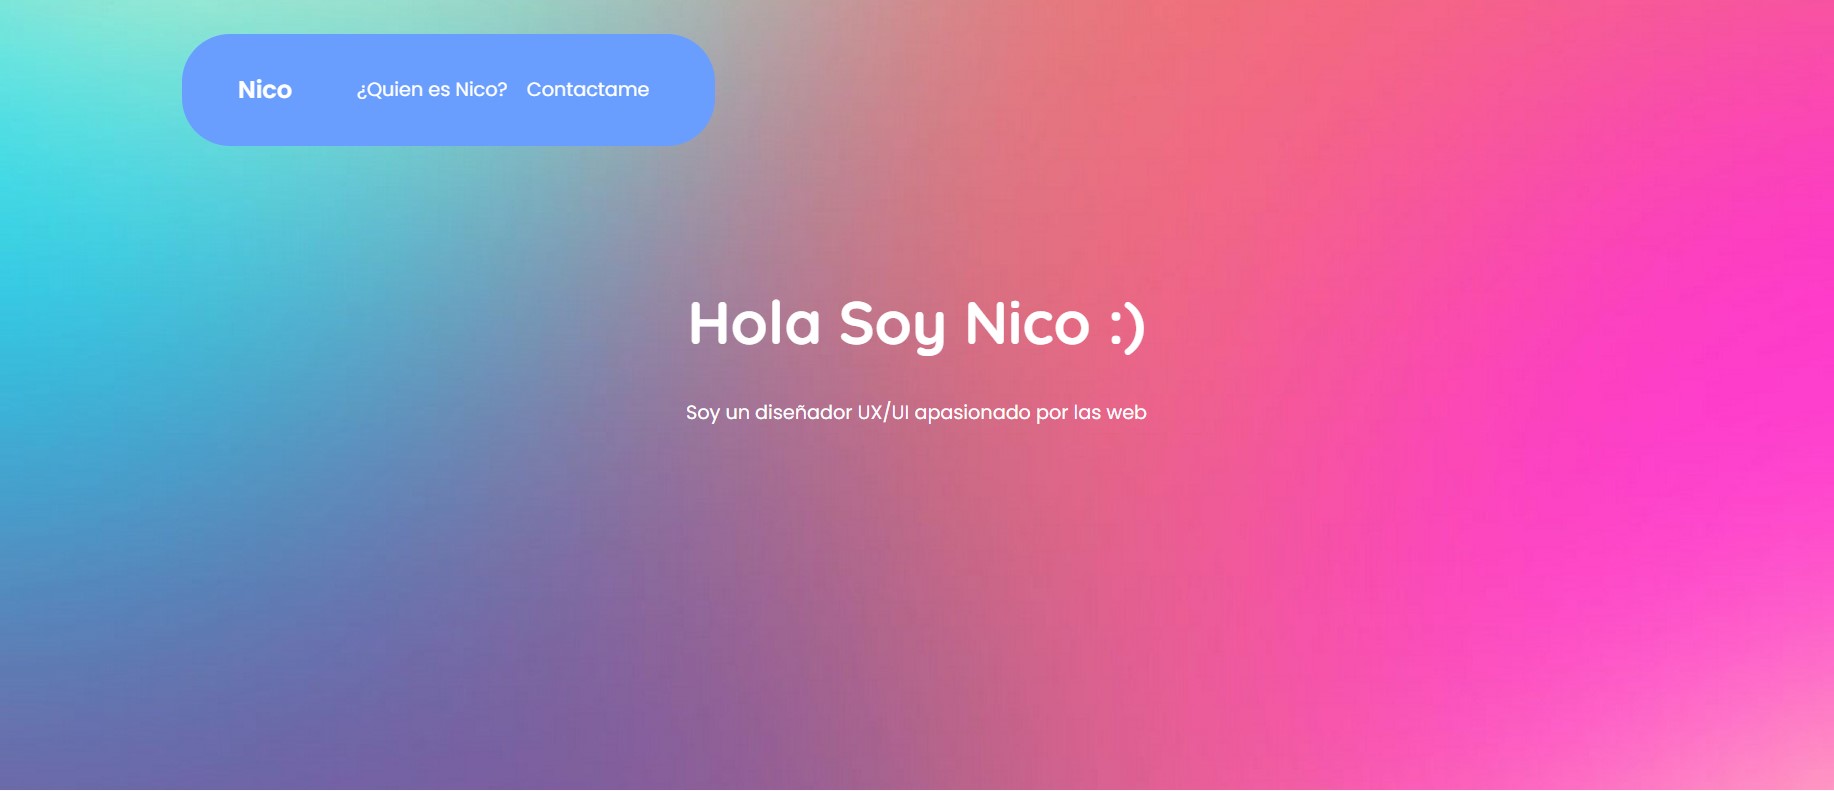 Nico ¿Quien es Nico? Contactame
Hola Soy Nico :)
Soy un diseñador UX/UI apasionado por las web